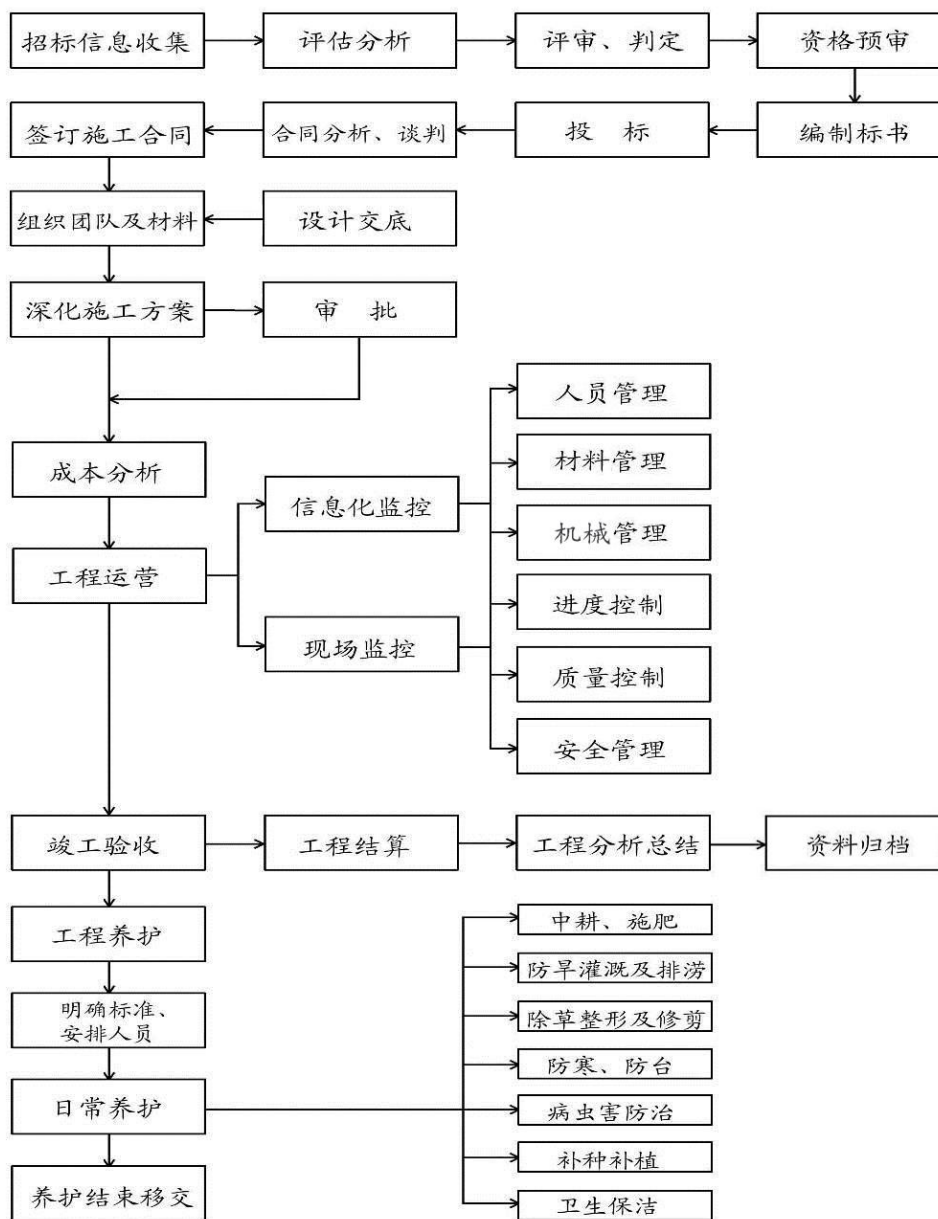 招标信息收集
评估分析
评审、判定
资格预审
签订施工合同
合同分析、谈判
投 标
编制标书
组织团队及材料
设计交底
深化施工方案
审 批
人员管理
成本分析
材料管理
信息化监控
机械管理
工程运营
进度控制
现场监控
质量控制
安全管理
竣工验收
工程结算
工程分析总结
资料归档
工程养护
中耕、施肥
防旱灌溉及排涝
明确标准、
安排人员
除草整形及修剪
防寒、防台
日常养护
病虫害防治
补种补植
养护结束移交
卫生保洁